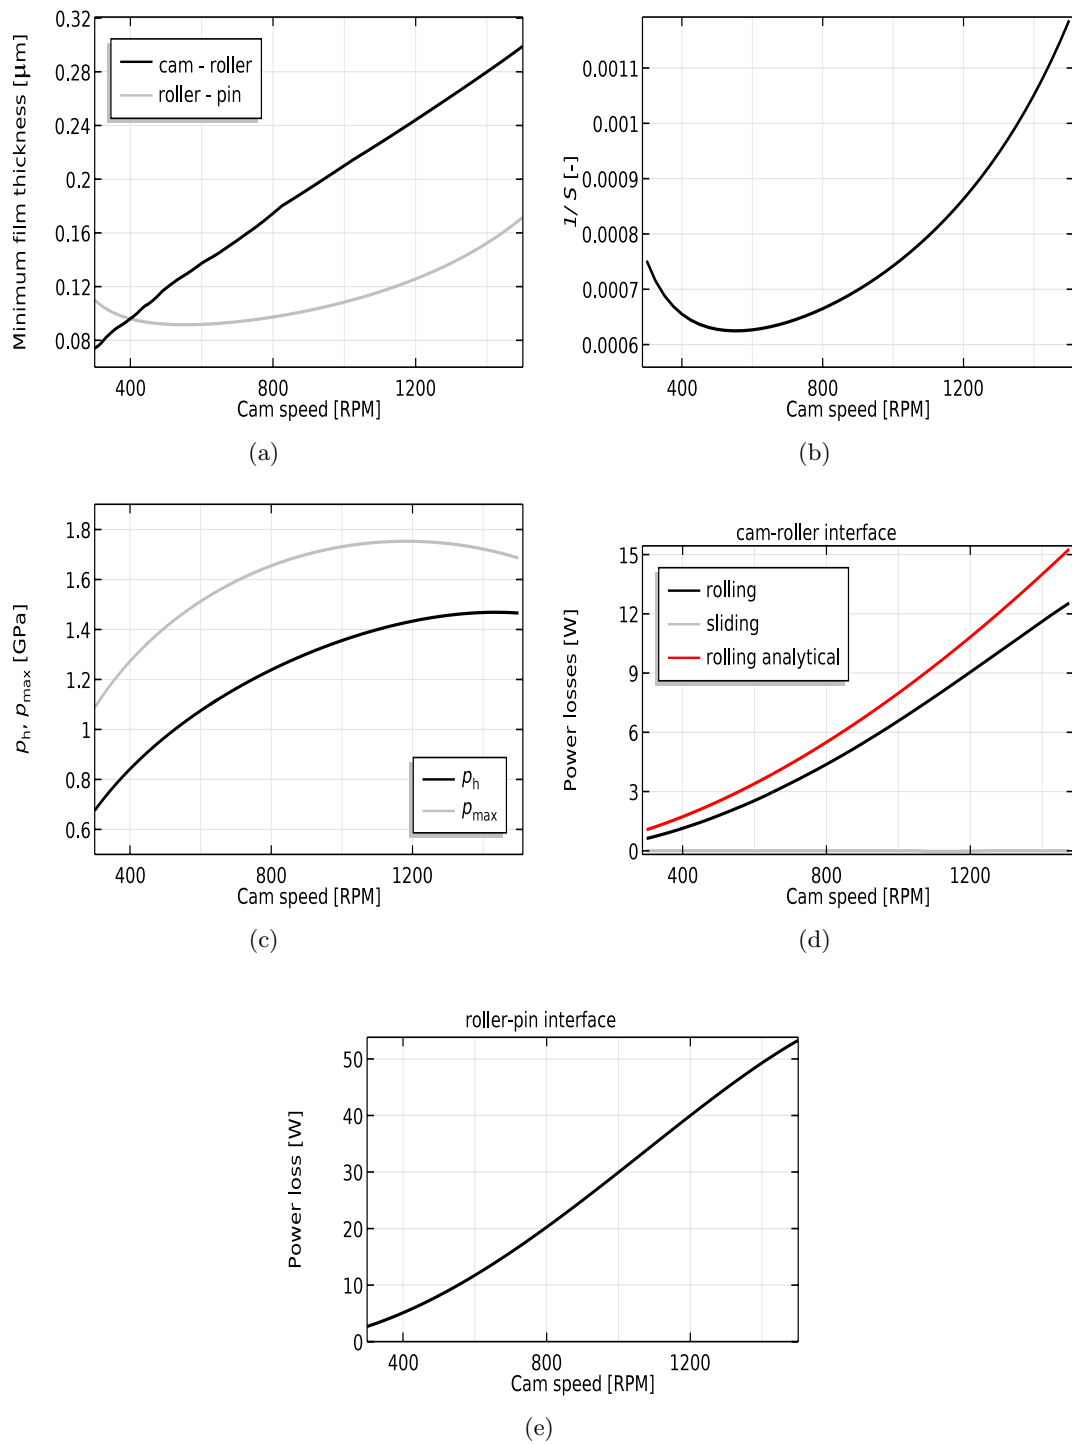 0.32
0.28
0.24
0.2
0.16
0.12
0.08
Minimum film thickness [μm]
cam - roller
roller - pin
400 800 1200
Cam speed [RPM]
(a)
0.0011
0.001
0.0009
0.0008
0.0007
0.0006
1/ S [-]
400 800 1200
Cam speed [RPM]
(b)
1.8
1.6
1.4
1.2
1
0.8
0.6
p_h, p_max [GPa]
p_h
p_max
400 800 1200
Cam speed [RPM]
(c)
cam-roller interface
15
12
9
6
3
0
Power losses [W]
rolling
sliding
rolling analytical
400 800 1200
Cam speed [RPM]
(d)
roller-pin interface
50
40
30
20
10
0
Power loss [W]
400 800 1200
Cam speed [RPM]
(e)